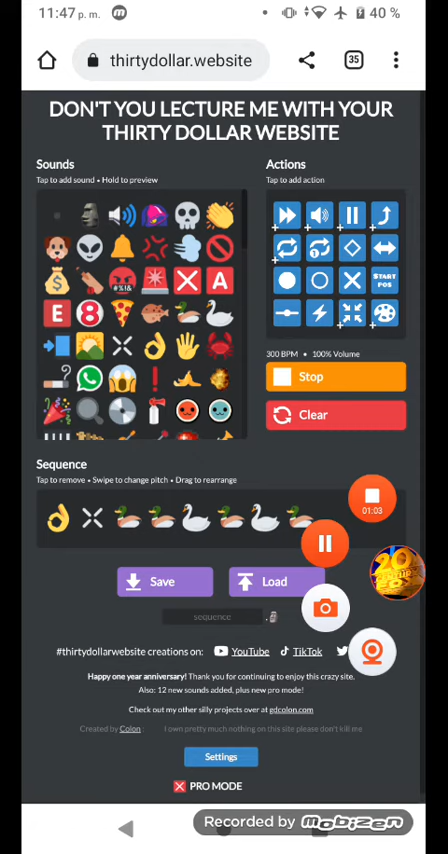 11:47 p. m.
40 %
thirtydollar.website
35
DON'T YOU LECTURE ME WITH YOUR
THIRTY DOLLAR WEBSITE
Sounds
Tap to add sound • Hold to preview
Actions
Tap to add action
START
POS
300 BPM • 100% Volume
Stop
Clear
Sequence
Tap to remove • Swipe to change pitch • Drag to rearrange
01:03
Save
Load
sequence
#thirtydollarwebsite creations on: YouTube TikTok
Happy one year anniversary! Thank you for continuing to enjoy this crazy site.
Also: 12 new sounds added, plus new pro mode!
Check out my other silly projects over at gdcolon.com
Created by Colon : I own pretty much nothing on this site please don't kill me
Settings
PRO MODE
Recorded by mobizen